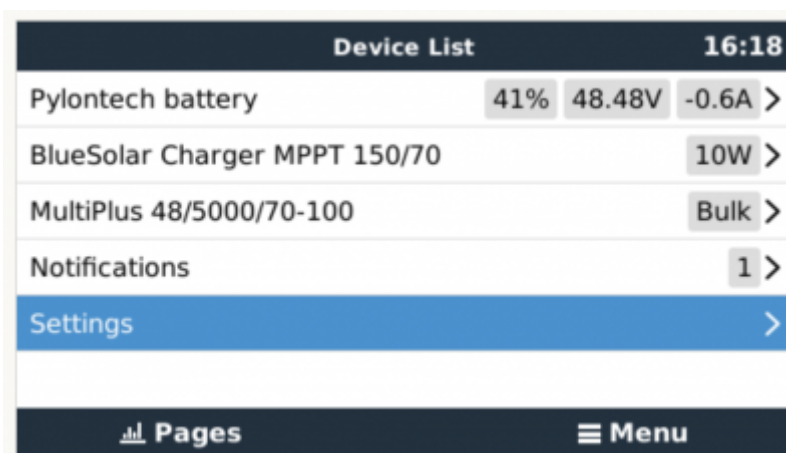 Device List 16:18
Pylontech battery 41% 48.48V -0.6A
BlueSolar Charger MPPT 150/70 10W
MultiPlus 48/5000/70-100 Bulk
Notifications 1
Settings
Pages Menu